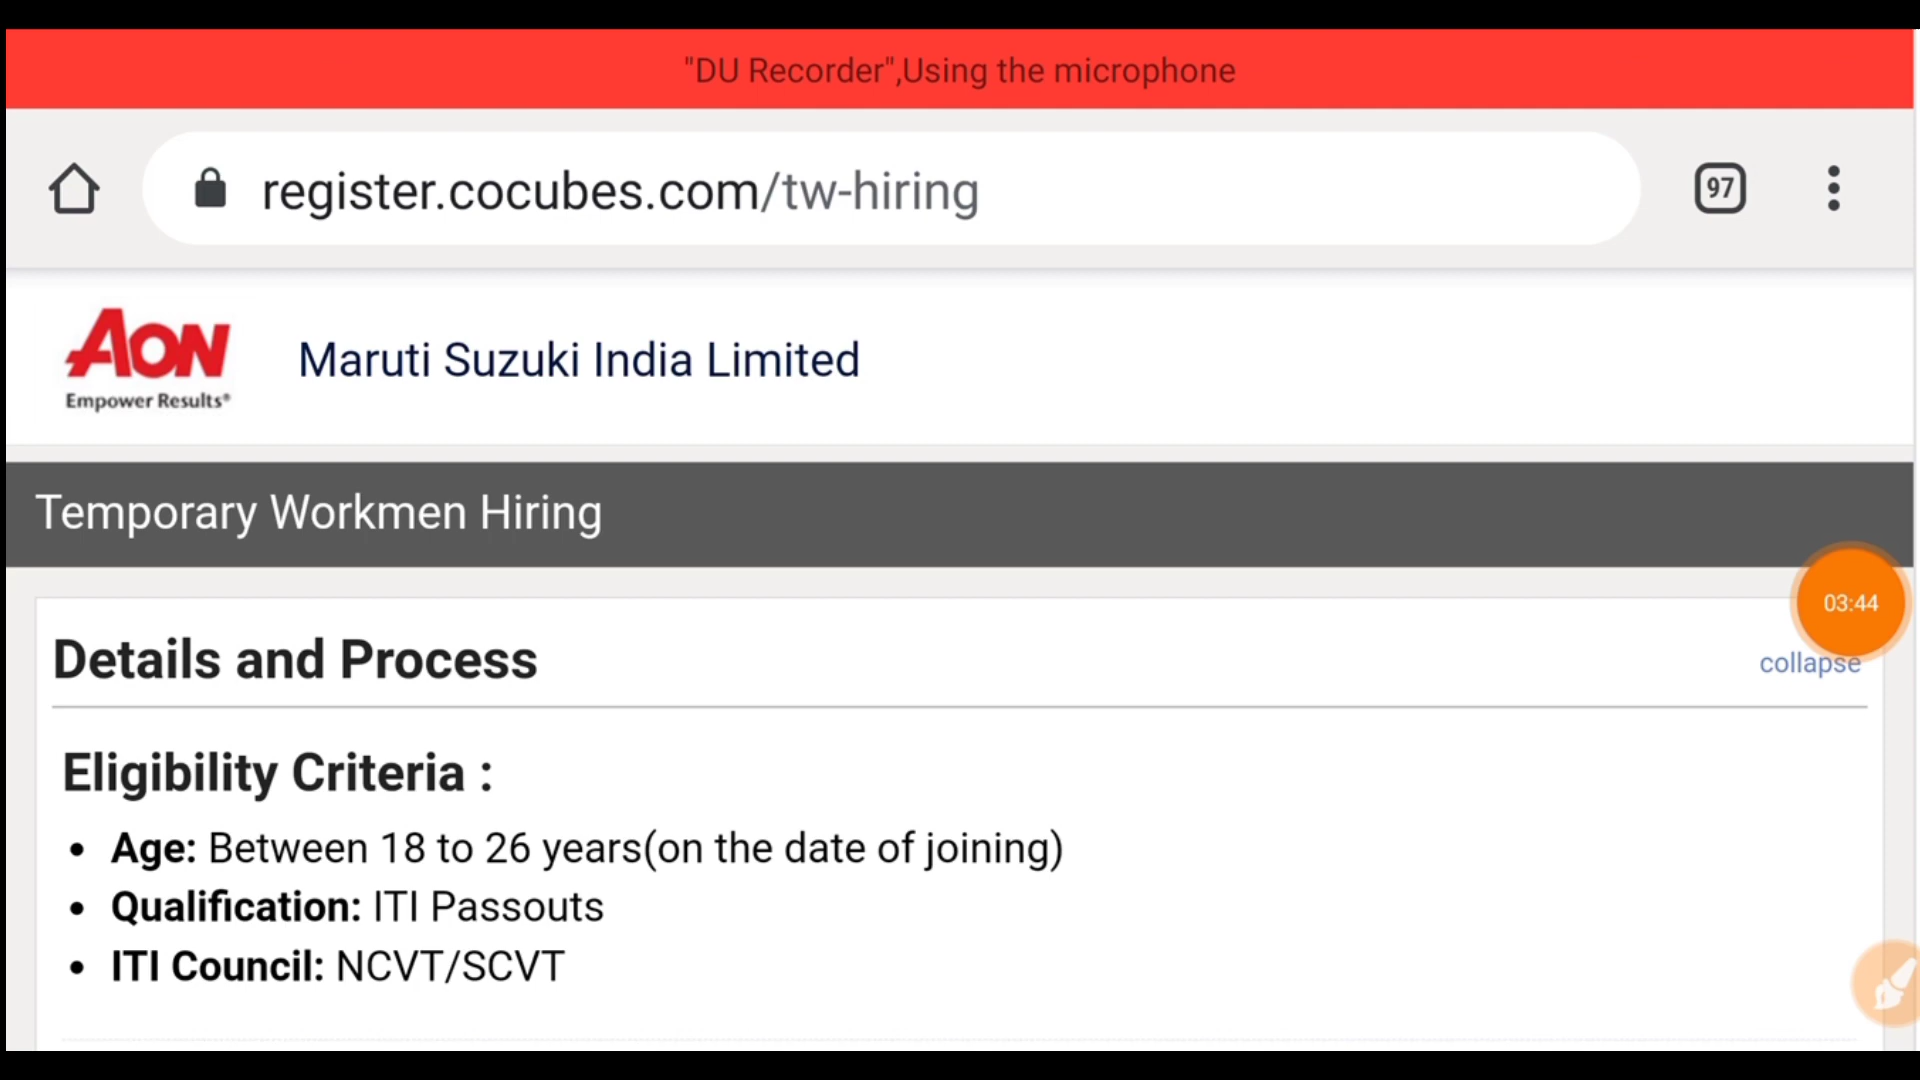 "DU Recorder",Using the microphone
register.cocubes.com/tw-hiring
97
AON
Empower Results®
Maruti Suzuki India Limited
Temporary Workmen Hiring
03:44
Details and Process
collapse
Eligibility Criteria :
• Age: Between 18 to 26 years(on the date of joining)
• Qualification: ITI Passouts
• ITI Council: NCVT/SCVT